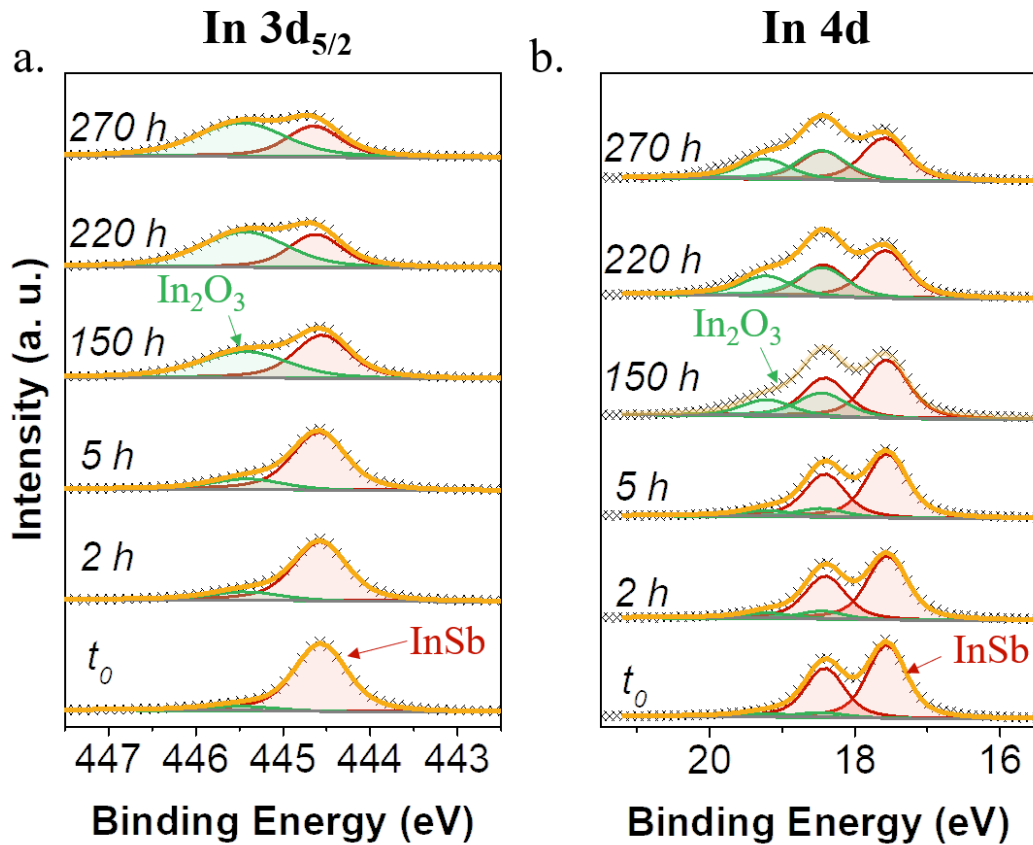 In 3d5/2
a.
270 h
220 h
In2O3
150 h
5 h
2 h
InSb
t0
Intensity (a. u.)
447 446 445 444 443
Binding Energy (eV)
In 4d
b.
270 h
220 h
In2O3
150 h
5 h
2 h
InSb
t0
20 18 16
Binding Energy (eV)